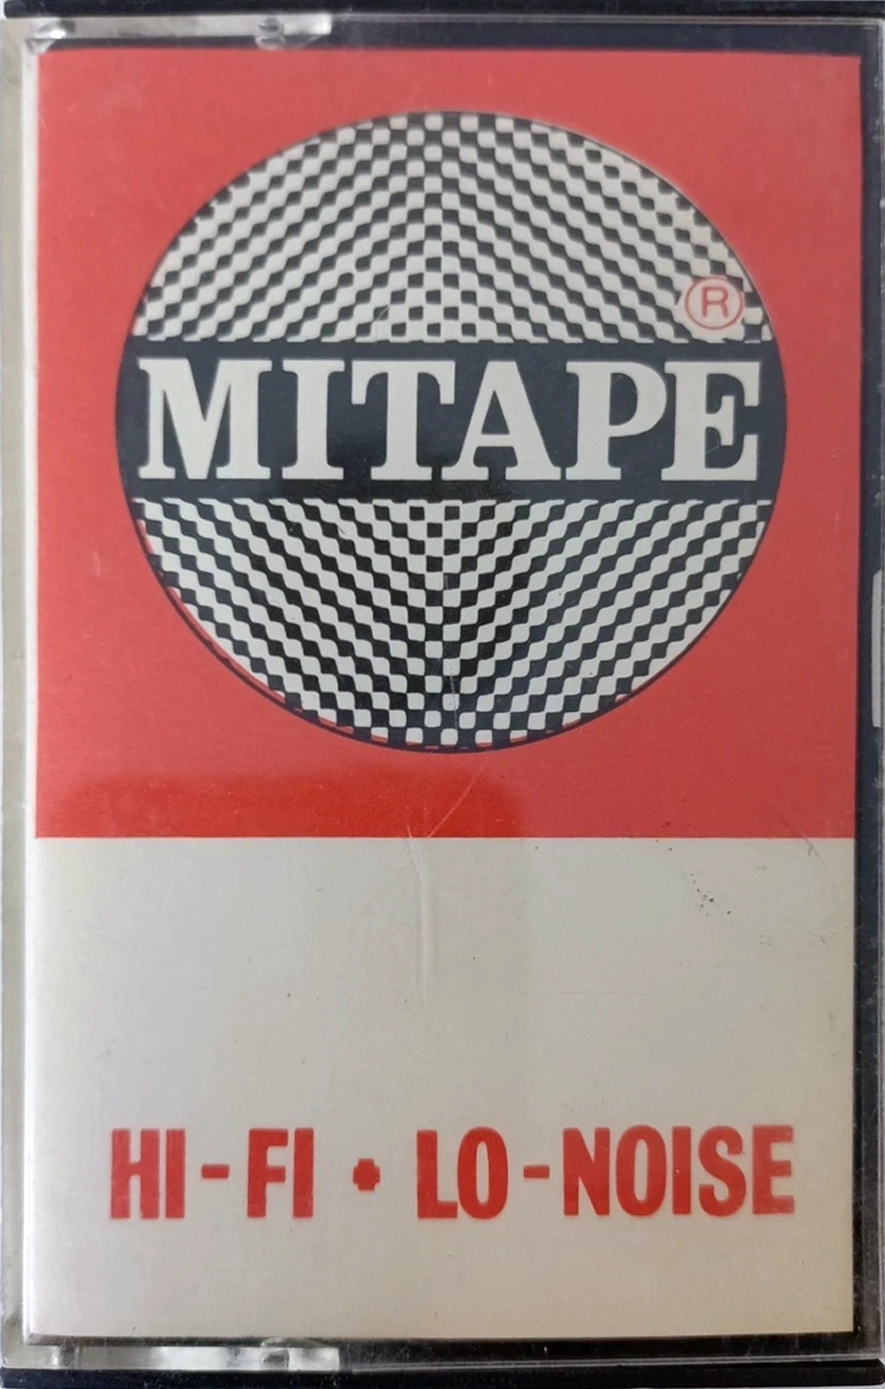 ®
MITAPE
HI-FI • LO-NOISE